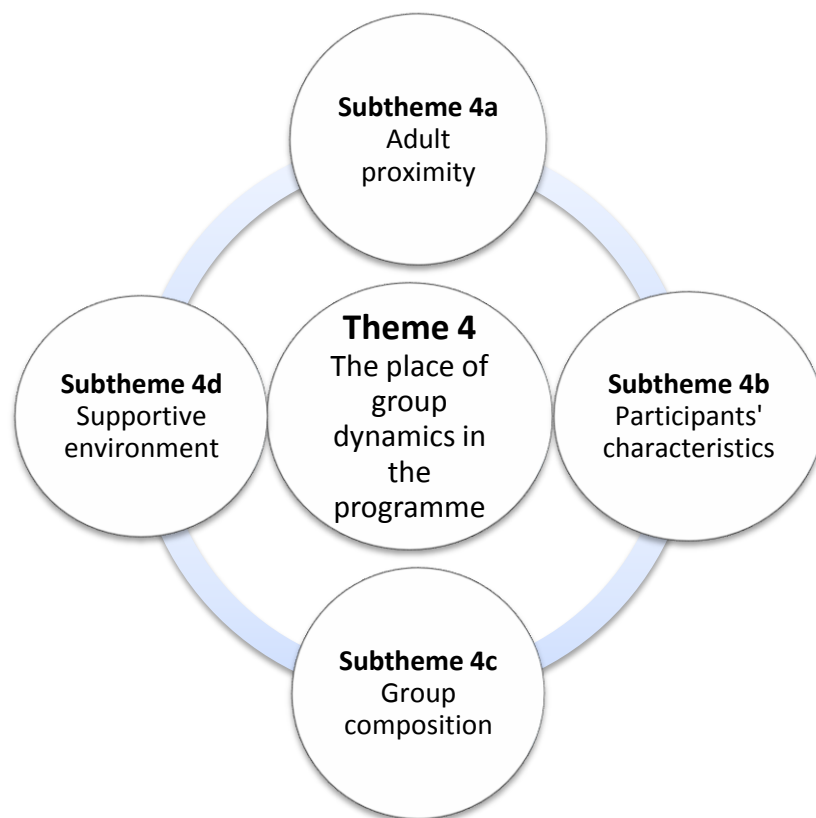 Subtheme 4a
Adult
proximity
Theme 4
The place of
group
dynamics in
the
programme
Subtheme 4d
Supportive
environment
Subtheme 4b
Participants'
characteristics
Subtheme 4c
Group
composition